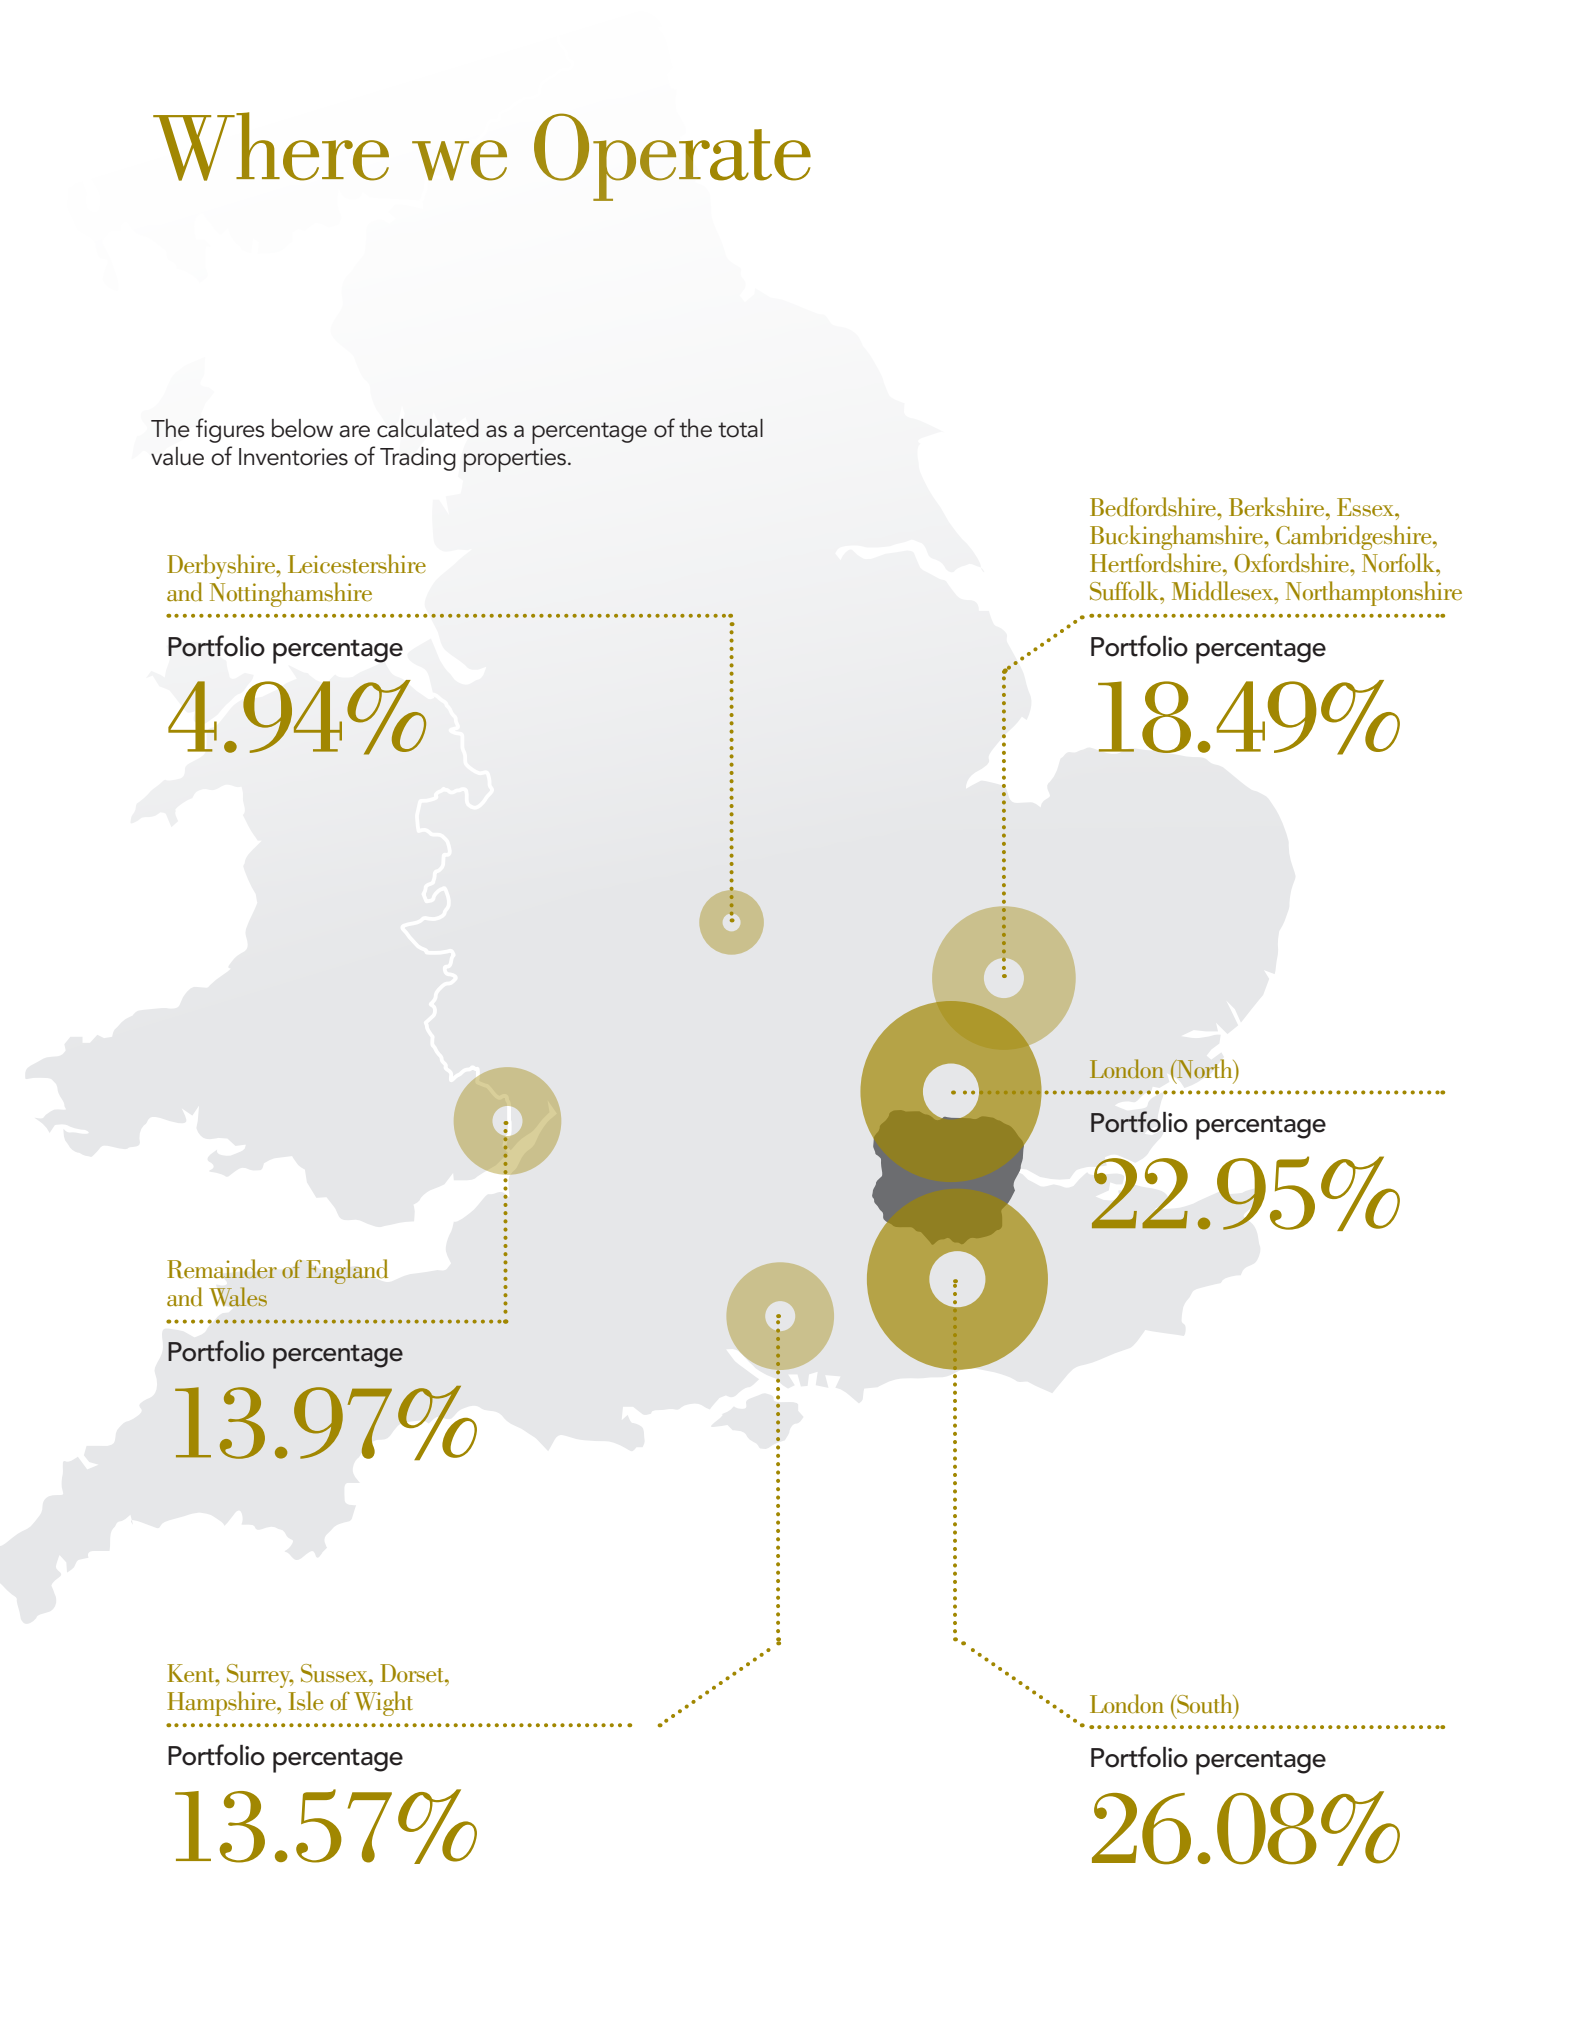 Where we Operate
The figures below are calculated as a percentage of the total
value of Inventories of Trading properties.
Derbyshire, Leicestershire
and Nottinghamshire
Portfolio percentage
4.94%
Bedfordshire, Berkshire, Essex,
Buckinghamshire, Cambridgeshire,
Hertfordshire, Oxfordshire, Norfolk,
Suffolk, Middlesex, Northamptonshire
Portfolio percentage
18.49%
London (North)
Portfolio percentage
22.95%
Remainder of England
and Wales
Portfolio percentage
13.97%
Kent, Surrey, Sussex, Dorset,
Hampshire, Isle of Wight
Portfolio percentage
13.57%
London (South)
Portfolio percentage
26.08%